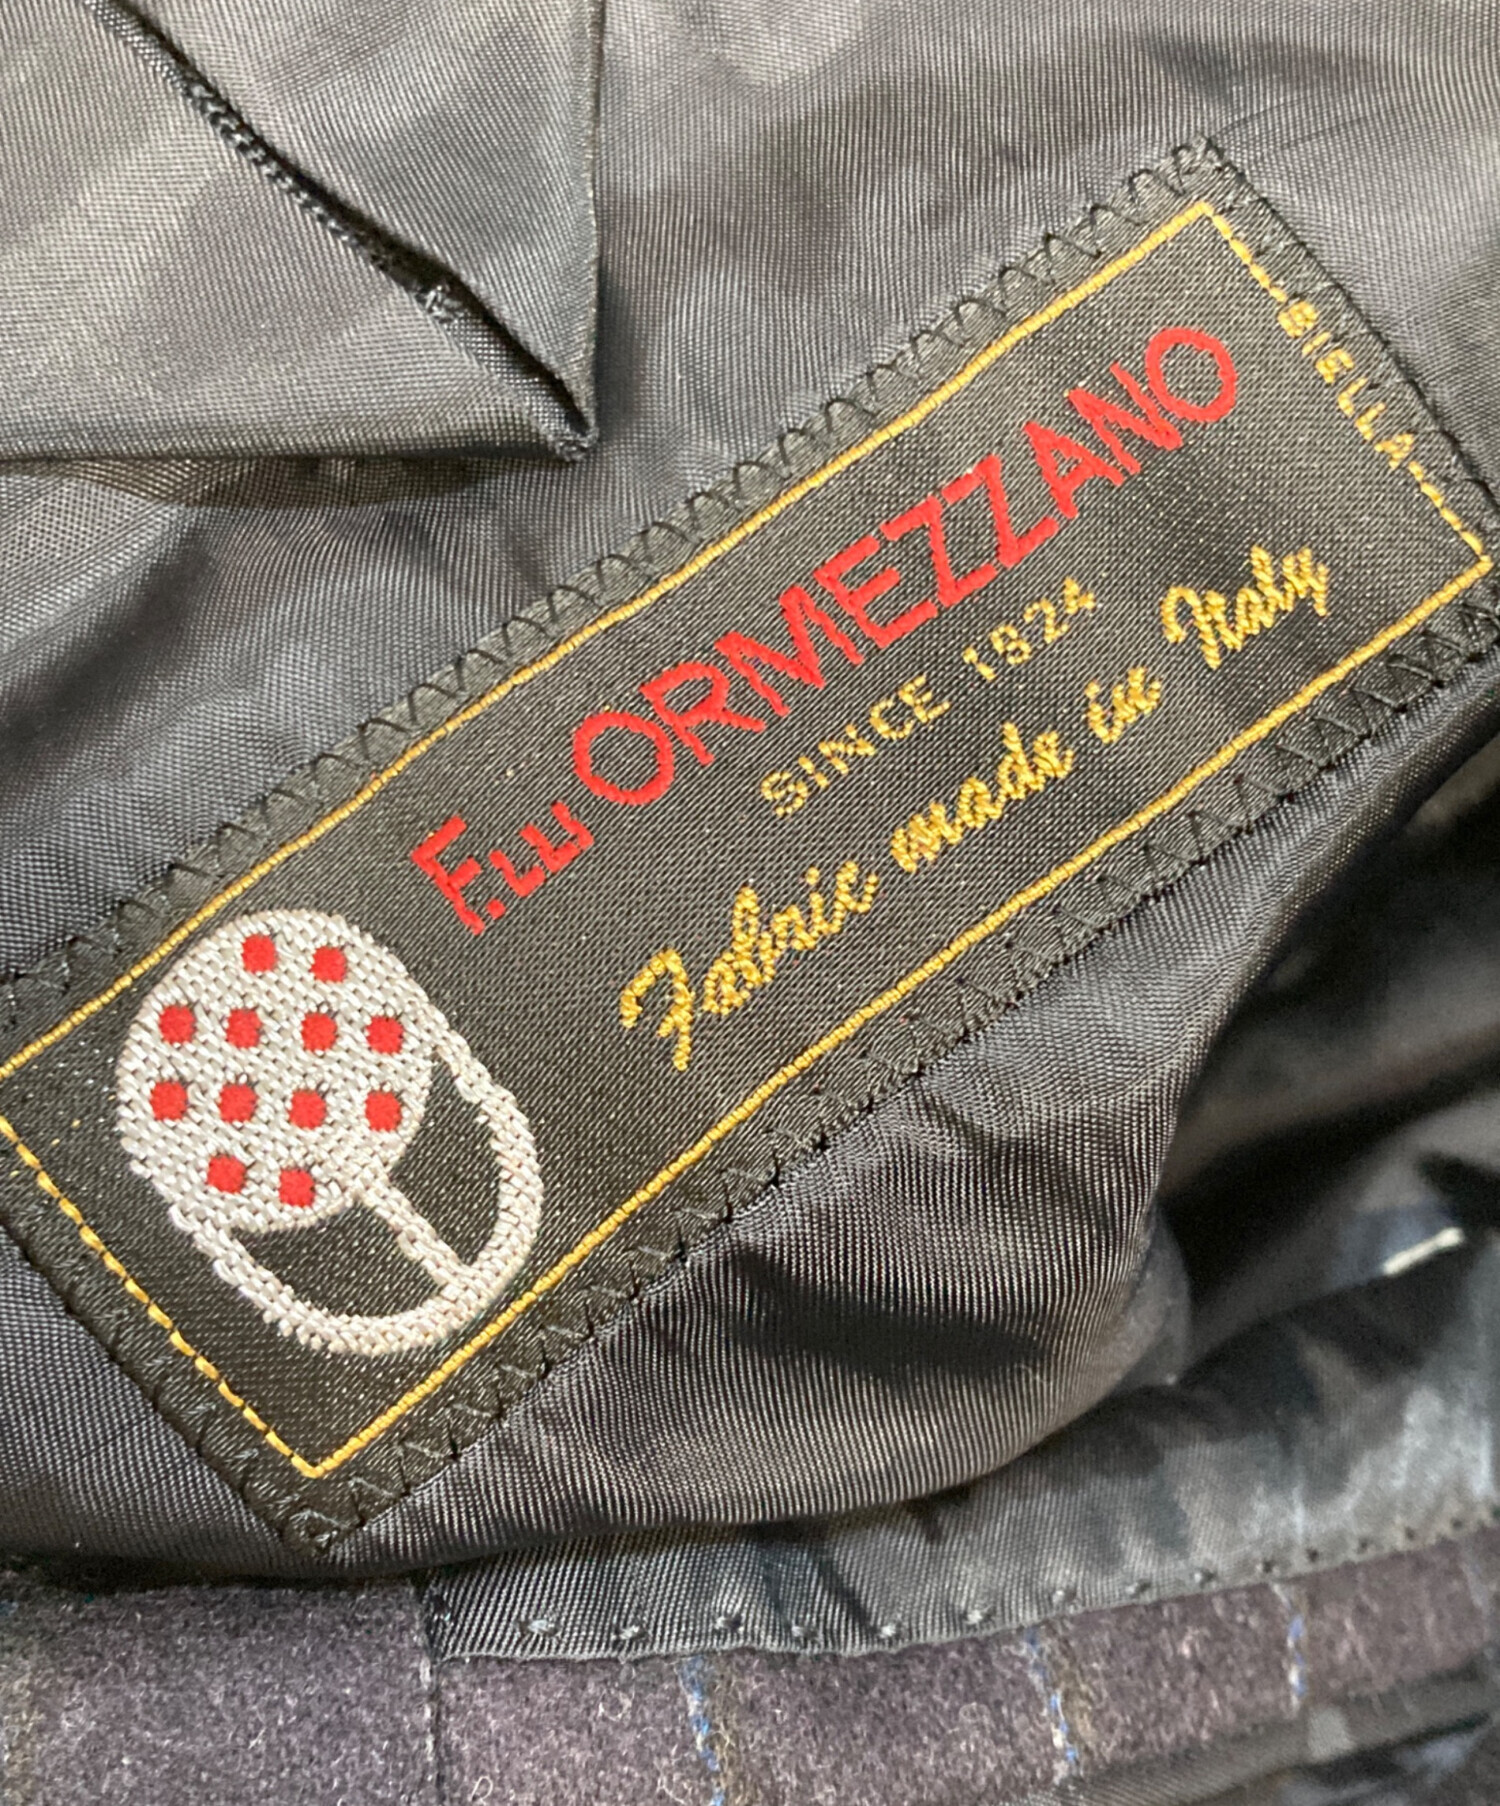 F.LLI ORMEZZANO
SINCE 1824
Fabric made in Italy
BIELLA